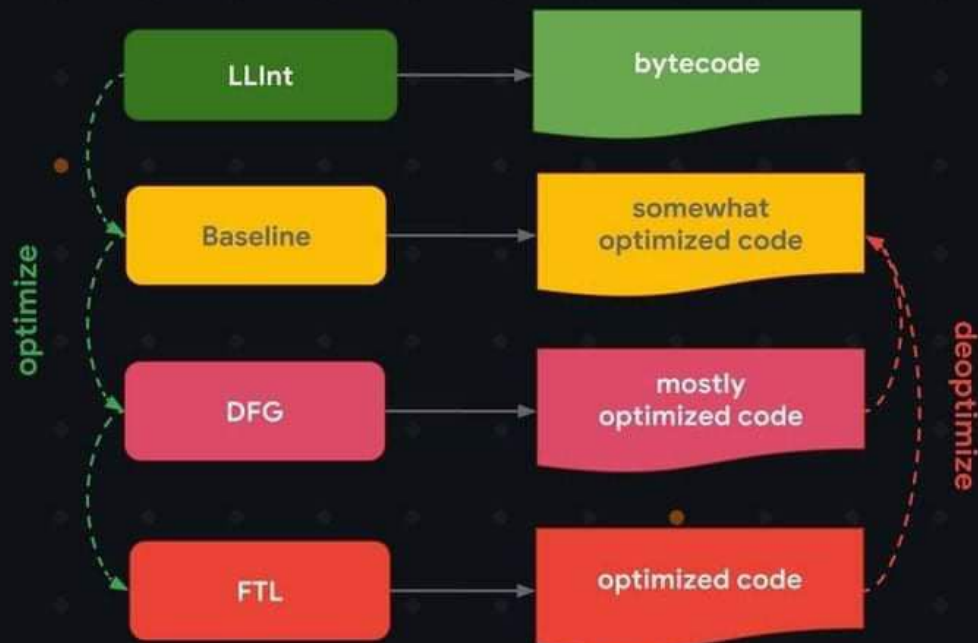 LLInt
bytecode
Baseline
somewhat
optimized code
optimize
DFG
mostly
optimized code
deoptimize
FTL
optimized code